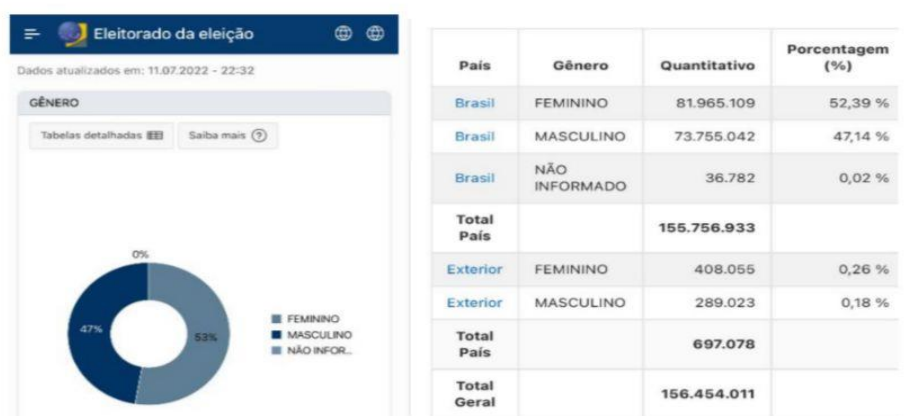 Eleitorado da eleição
Dados atualizados em: 11.07.2022 - 22:32
GÊNERO
Tabelas detalhadas
Saiba mais ?
0%
47%
53%
FEMININO
MASCULINO
NÃO INFOR...
País Gênero Quantitativo Porcentagem (%)
Brasil FEMININO 81.965.109 52,39 %
Brasil MASCULINO 73.755.042 47,14 %
Brasil NÃO INFORMADO 36.782 0,02 %
Total País 155.756.933
Exterior FEMININO 408.055 0,26 %
Exterior MASCULINO 289.023 0,18 %
Total País 697.078
Total Geral 156.454.011